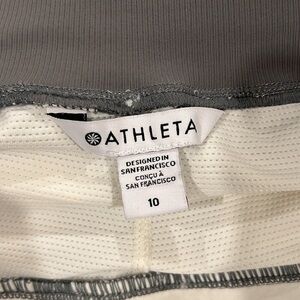 ATHLETA
DESIGNED IN
SAN FRANCISCO
CONÇU À
SAN FRANCISCO
10